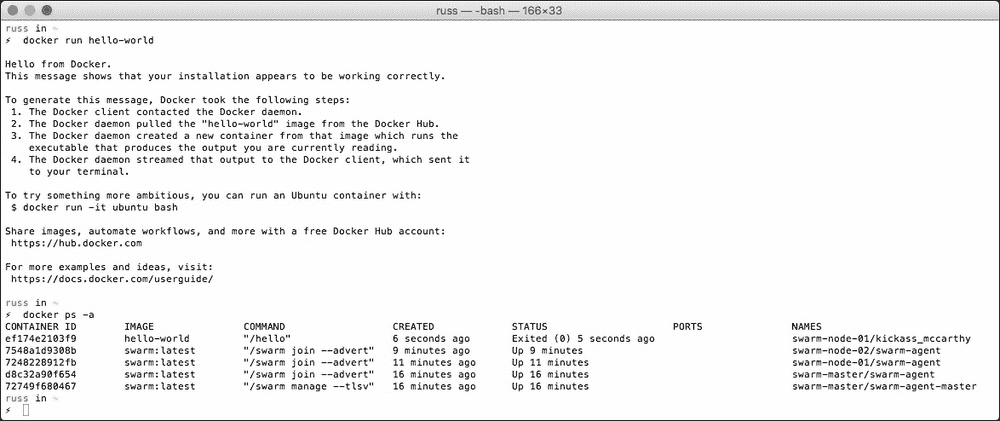 russ — -bash — 166×33
russ in ~
⚡ docker run hello-world
Hello from Docker.
This message shows that your installation appears to be working correctly.
To generate this message, Docker took the following steps:
1. The Docker client contacted the Docker daemon.
2. The Docker daemon pulled the "hello-world" image from the Docker Hub.
3. The Docker daemon created a new container from that image which runs the
executable that produces the output you are currently reading.
4. The Docker daemon streamed that output to the Docker client, which sent it
to your terminal.
To try something more ambitious, you can run an Ubuntu container with:
$ docker run -it ubuntu bash
Share images, automate workflows, and more with a free Docker Hub account:
https://hub.docker.com
For more examples and ideas, visit:
https://docs.docker.com/userguide/
russ in ~
⚡ docker ps -a
CONTAINER ID IMAGE COMMAND CREATED STATUS PORTS NAMES
ef174e2103f9 hello-world "/hello" 6 seconds ago Exited (0) 5 seconds ago swarm-node-01/kickass_mccarthy
7548a1d9308b swarm:latest "/swarm join --advert" 9 minutes ago Up 9 minutes swarm-node-02/swarm-agent
7248228912fb swarm:latest "/swarm join --advert" 11 minutes ago Up 11 minutes swarm-node-01/swarm-agent
d8c32a90f654 swarm:latest "/swarm join --advert" 16 minutes ago Up 16 minutes swarm-master/swarm-agent
72749f680467 swarm:latest "/swarm manage --tlsv" 16 minutes ago Up 16 minutes swarm-master/swarm-agent-master
russ in ~
⚡